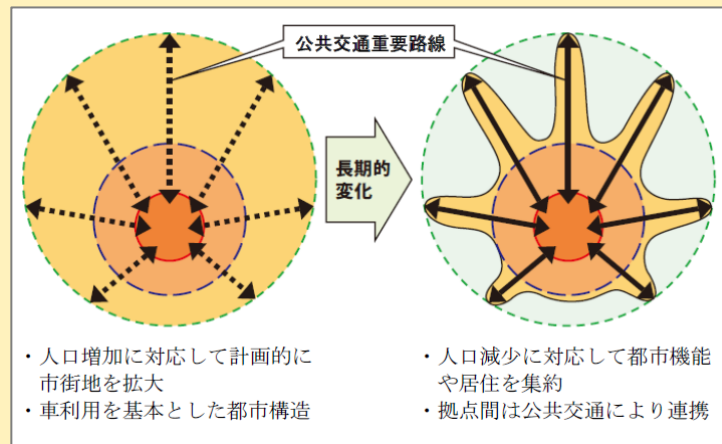 公共交通重要路線
長期的
変化
・人口増加に対応して計画的に
市街地を拡大
・車利用を基本とした都市構造
・人口減少に対応して都市機能
や居住を集約
・拠点間は公共交通により連携